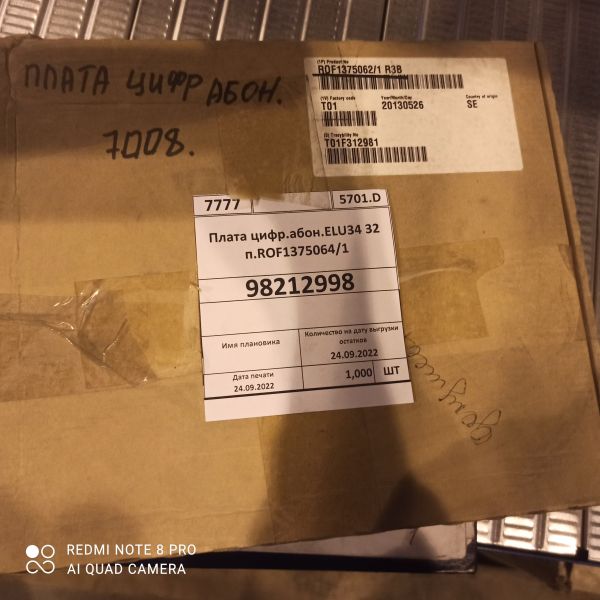 ПЛАТА ЦИФР АБОН.
7008.
(1P) Product No
ROF1375062/1 R3B
(1V) Factory code
Year/Month/Day
Country of origin
T01
20130526
SE
(S) Traceability No
T01F312981
7777
5701.D
Плата цифр.абон.ELU34 32
п.ROF1375064/1
98212998
Имя плановика
Количество на дату выгрузки
остатков
24.09.2022
Дата печати
24.09.2022
1,000
ШТ
REDMI NOTE 8 PRO
AI QUAD CAMERA